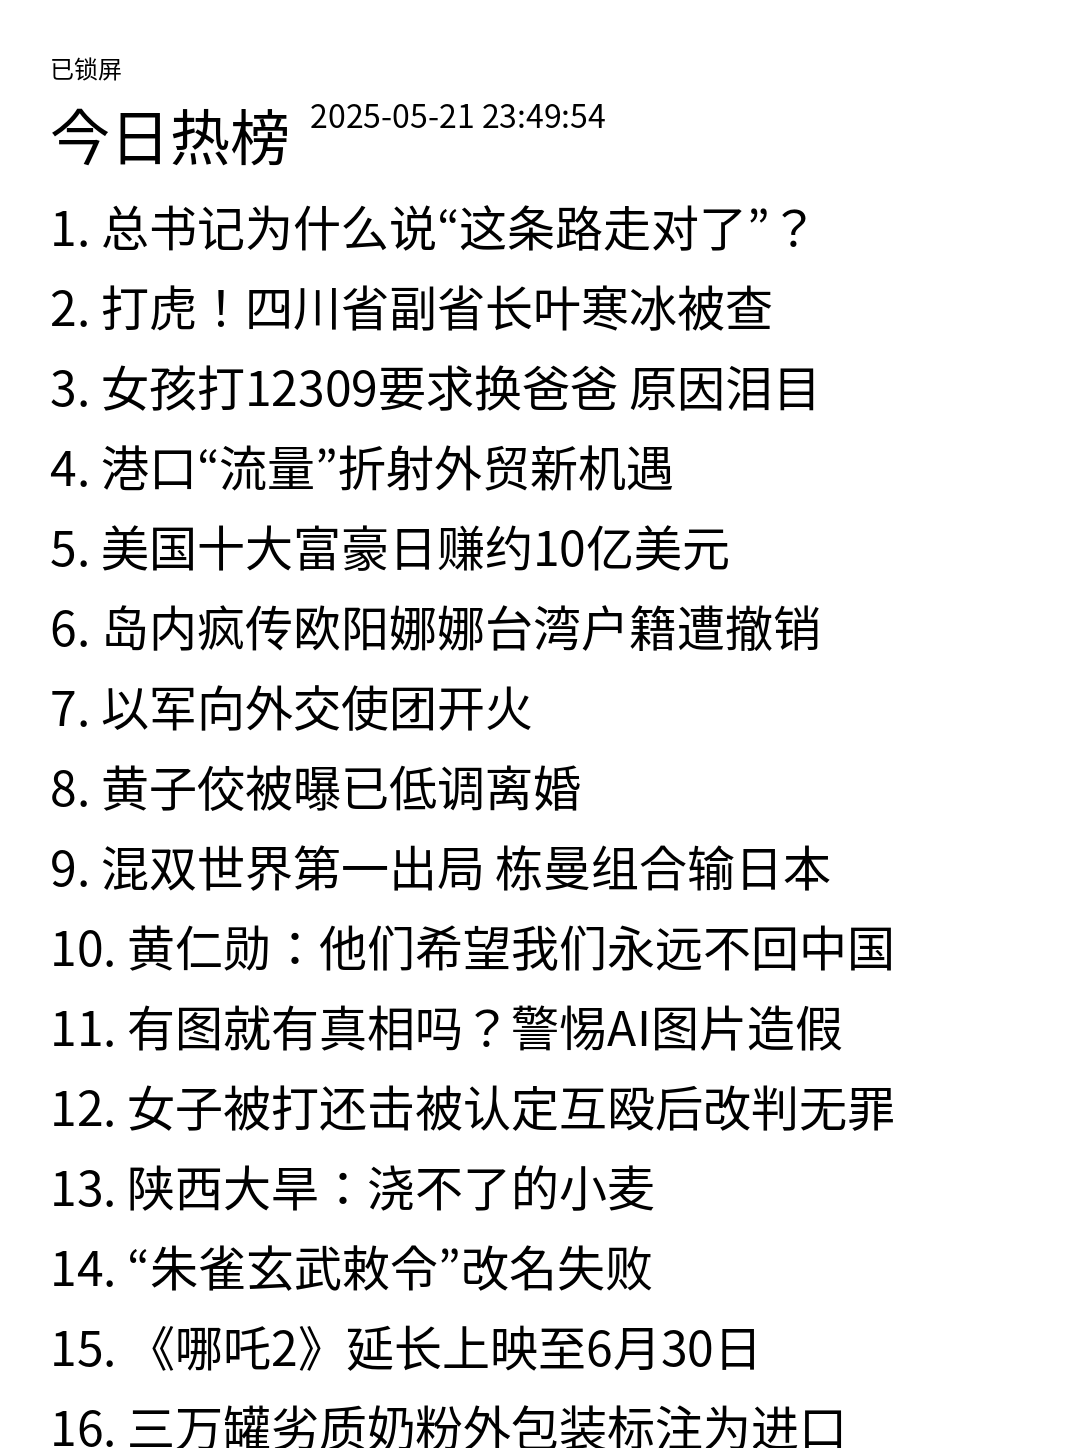 已锁屏
今日热榜 2025-05-21 23:49:54
1. 总书记为什么说“这条路走对了”？
2. 打虎！四川省副省长叶寒冰被查
3. 女孩打12309要求换爸爸 原因泪目
4. 港口“流量”折射外贸新机遇
5. 美国十大富豪日赚约10亿美元
6. 岛内疯传欧阳娜娜台湾户籍遭撤销
7. 以军向外交使团开火
8. 黄子佼被曝已低调离婚
9. 混双世界第一出局 栋曼组合输日本
10. 黄仁勋：他们希望我们永远不回中国
11. 有图就有真相吗？警惕AI图片造假
12. 女子被打还击被认定互殴后改判无罪
13. 陕西大旱：浇不了的小麦
14. “朱雀玄武敕令”改名失败
15. 《哪吒2》延长上映至6月30日
16. 三万罐劣质奶粉外包装标注为进口